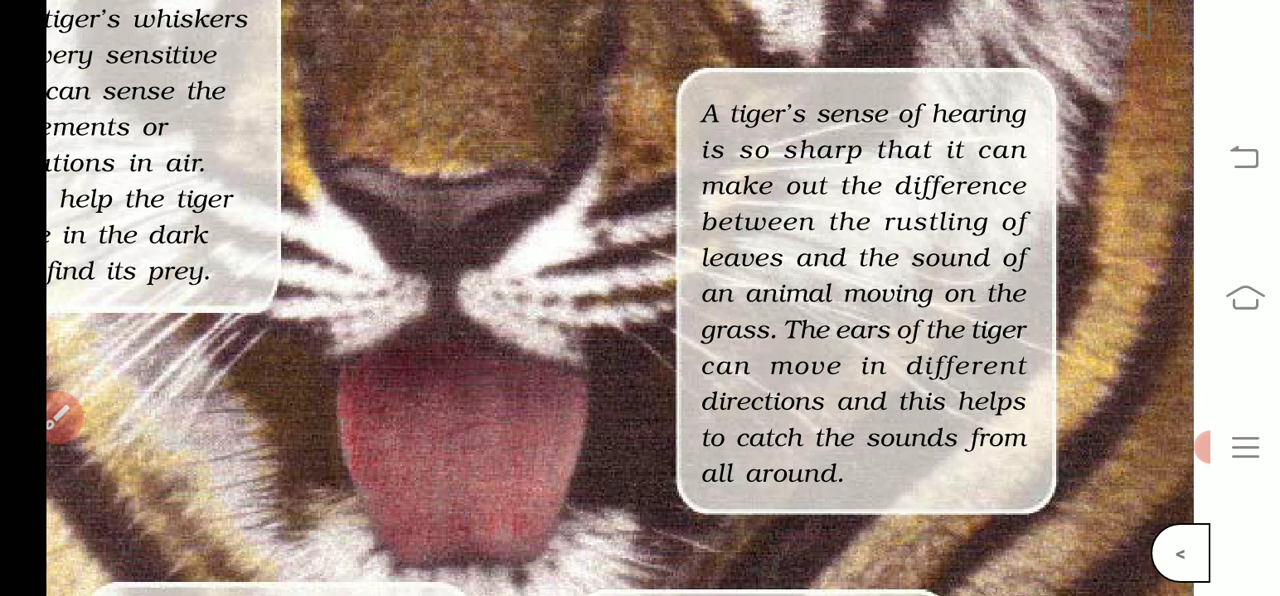 tiger's whiskers
very sensitive
can sense the
ements or
ations in air.
help the tiger
e in the dark
find its prey.
A tiger's sense of hearing
is so sharp that it can
make out the difference
between the rustling of
leaves and the sound of
an animal moving on the
grass. The ears of the tiger
can move in different
directions and this helps
to catch the sounds from
all around.